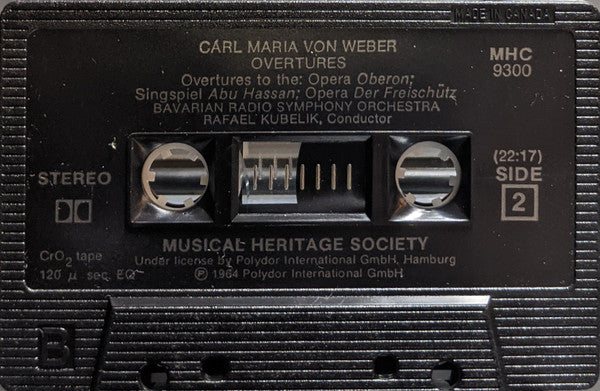 MADE IN CANADA
CARL MARIA VON WEBER
OVERTURES
MHC
9300
Overtures to the: Opera Oberon;
Singspiel Abu Hassan; Opera Der Freischütz
BAVARIAN RADIO SYMPHONY ORCHESTRA
RAFAEL KUBELIK, Conductor
STEREO
(22:17)
SIDE
2
MUSICAL HERITAGE SOCIETY
CrO2 tape
120 μ sec EQ
Under license by Polydor International GmbH, Hamburg
℗ 1964 Polydor International GmbH
B